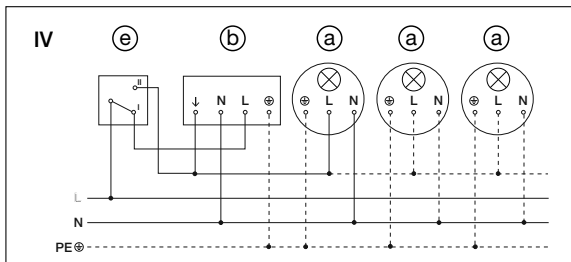 IV e b a a a
II
I
↓ N L ⏚ ⏚ L N ⏚ L N ⏚ L N
L
N
PE ⏚